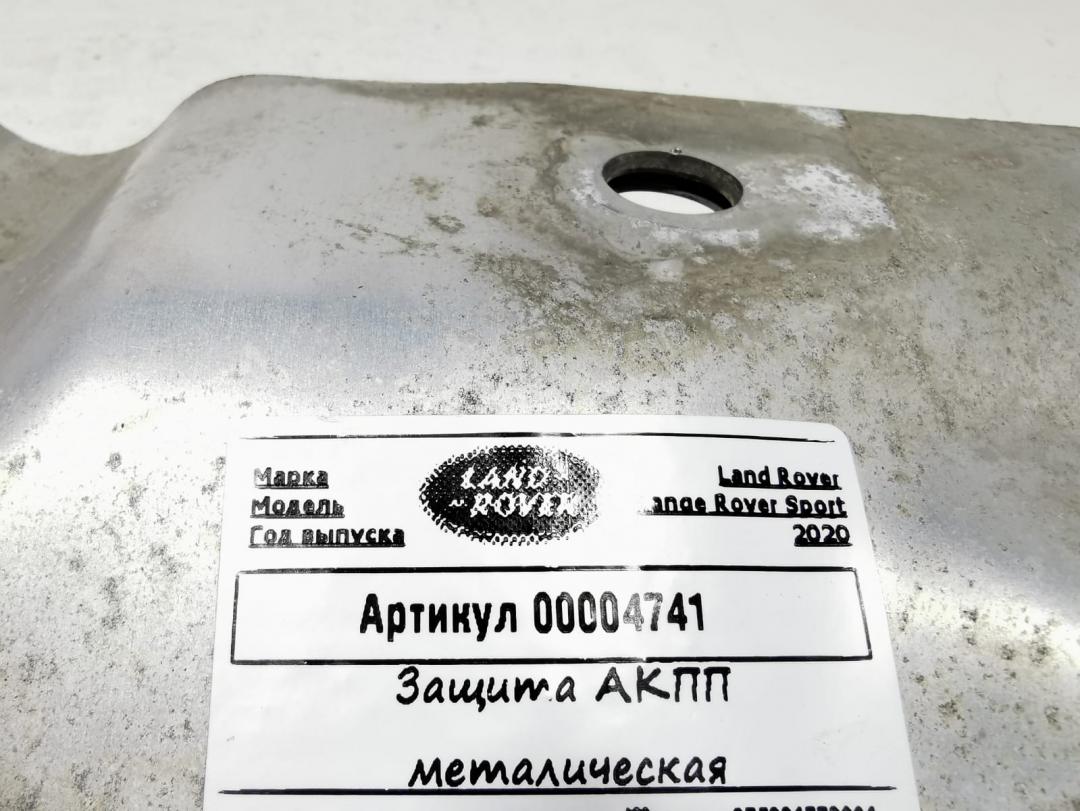 Марка LAND Land Rover
Модель ROVER ange Rover Sport
Год выпуска 2020
Артикул 00004741
Защита АКПП
металическая